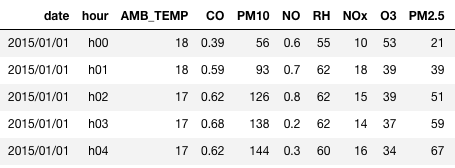 date hour AMB_TEMP CO PM10 NO RH NOx O3 PM2.5
2015/01/01 h00 18 0.39 56 0.6 55 10 53 21
2015/01/01 h01 18 0.59 93 0.7 62 18 39 39
2015/01/01 h02 17 0.62 126 0.8 62 15 39 51
2015/01/01 h03 17 0.68 138 0.2 62 14 37 59
2015/01/01 h04 17 0.62 144 0.3 60 16 34 67